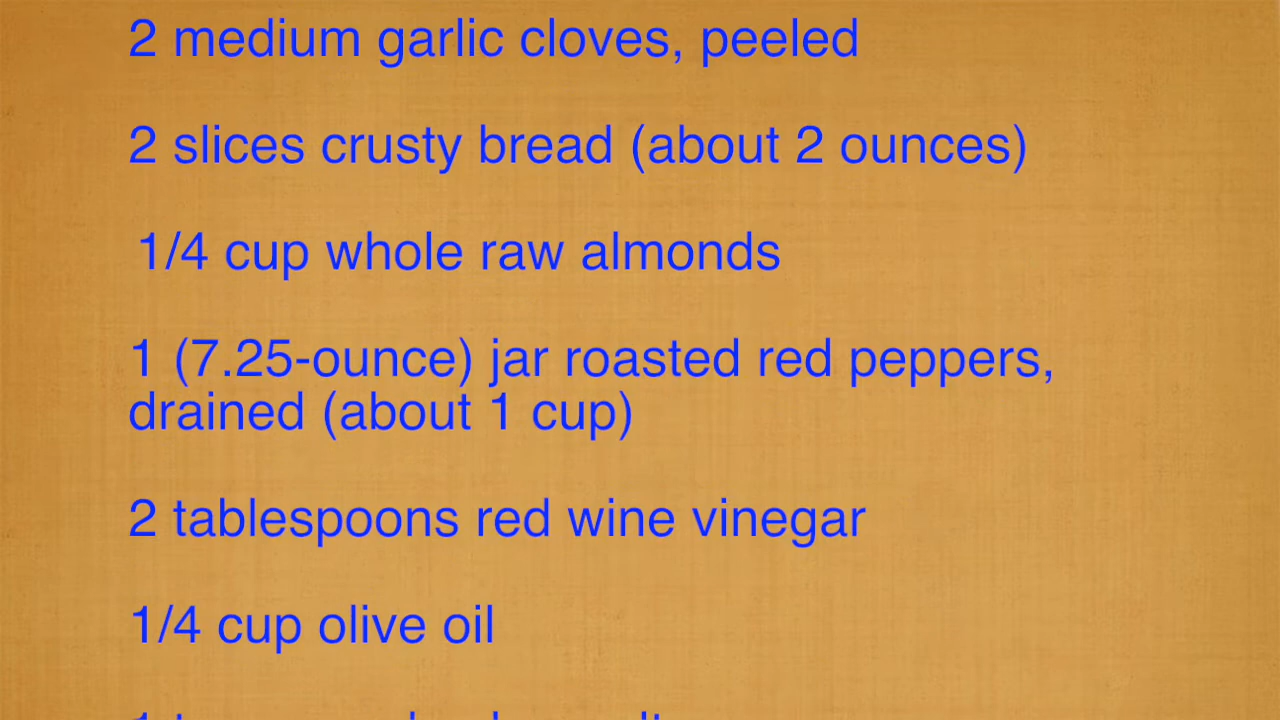 2 medium garlic cloves, peeled
2 slices crusty bread (about 2 ounces)
1/4 cup whole raw almonds
1 (7.25-ounce) jar roasted red peppers,
drained (about 1 cup)
2 tablespoons red wine vinegar
1/4 cup olive oil